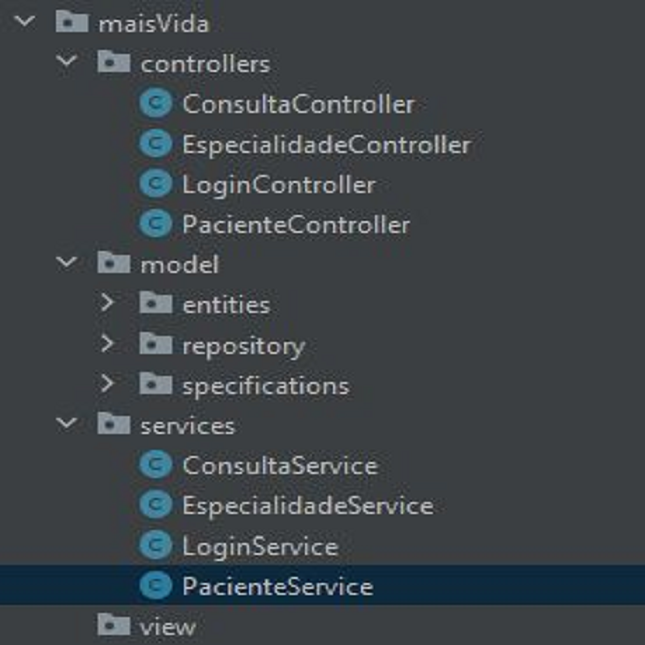 maisVida
controllers
C ConsultaController
C EspecialidadeController
C LoginController
C PacienteController
model
entities
repository
specifications
services
C ConsultaService
C EspecialidadeService
C LoginService
C PacienteService
view